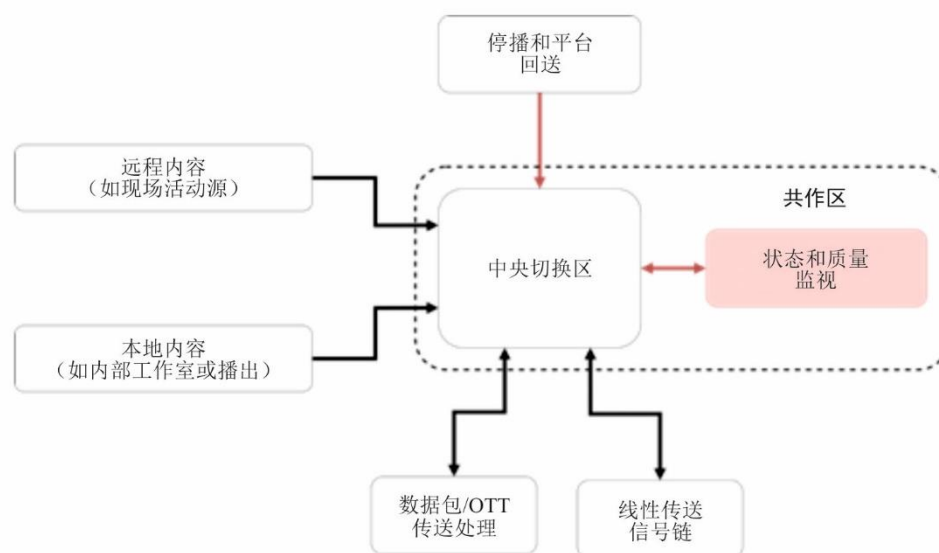 停播和平台
回送
远程内容
（如现场活动源）
共作区
中央切换区
状态和质量
监视
本地内容
（如内部工作室或播出）
数据包/OTT
传送处理
线性传送
信号链